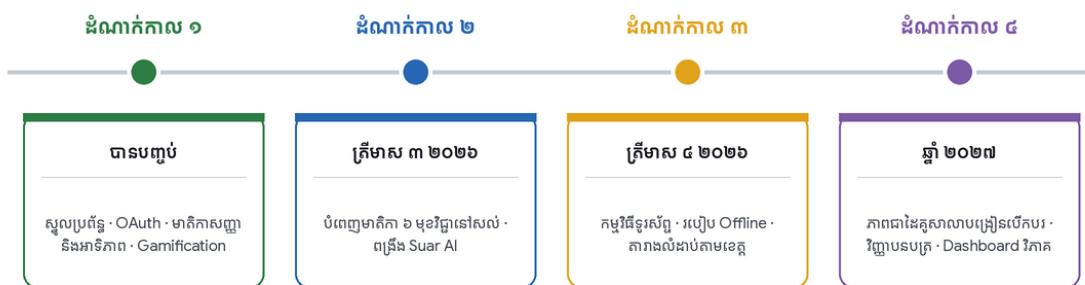 ដំណាក់កាល ១
ដំណាក់កាល ២
ដំណាក់កាល ៣
ដំណាក់កាល ៤
បានបញ្ចប់
ស្នូលប្រព័ន្ធ · OAuth · មាតិកាសញ្ញា
និងអាទិភាព · Gamification
ត្រីមាស ៣ ២០២៦
បំពេញមាតិកា ៦ មុខវិជ្ជានៅសល់ ·
ពង្រឹង Suar AI
ត្រីមាស ៤ ២០២៦
កម្មវិធីទូរស័ព្ទ · របៀប Offline ·
តារាងលំដាប់តាមខេត្ត
ឆ្នាំ ២០២៧
ភាពជាដៃគូសាលាបង្រៀនបើកបរ ·
វិញ្ញាបនបត្រ · Dashboard វិភាគ